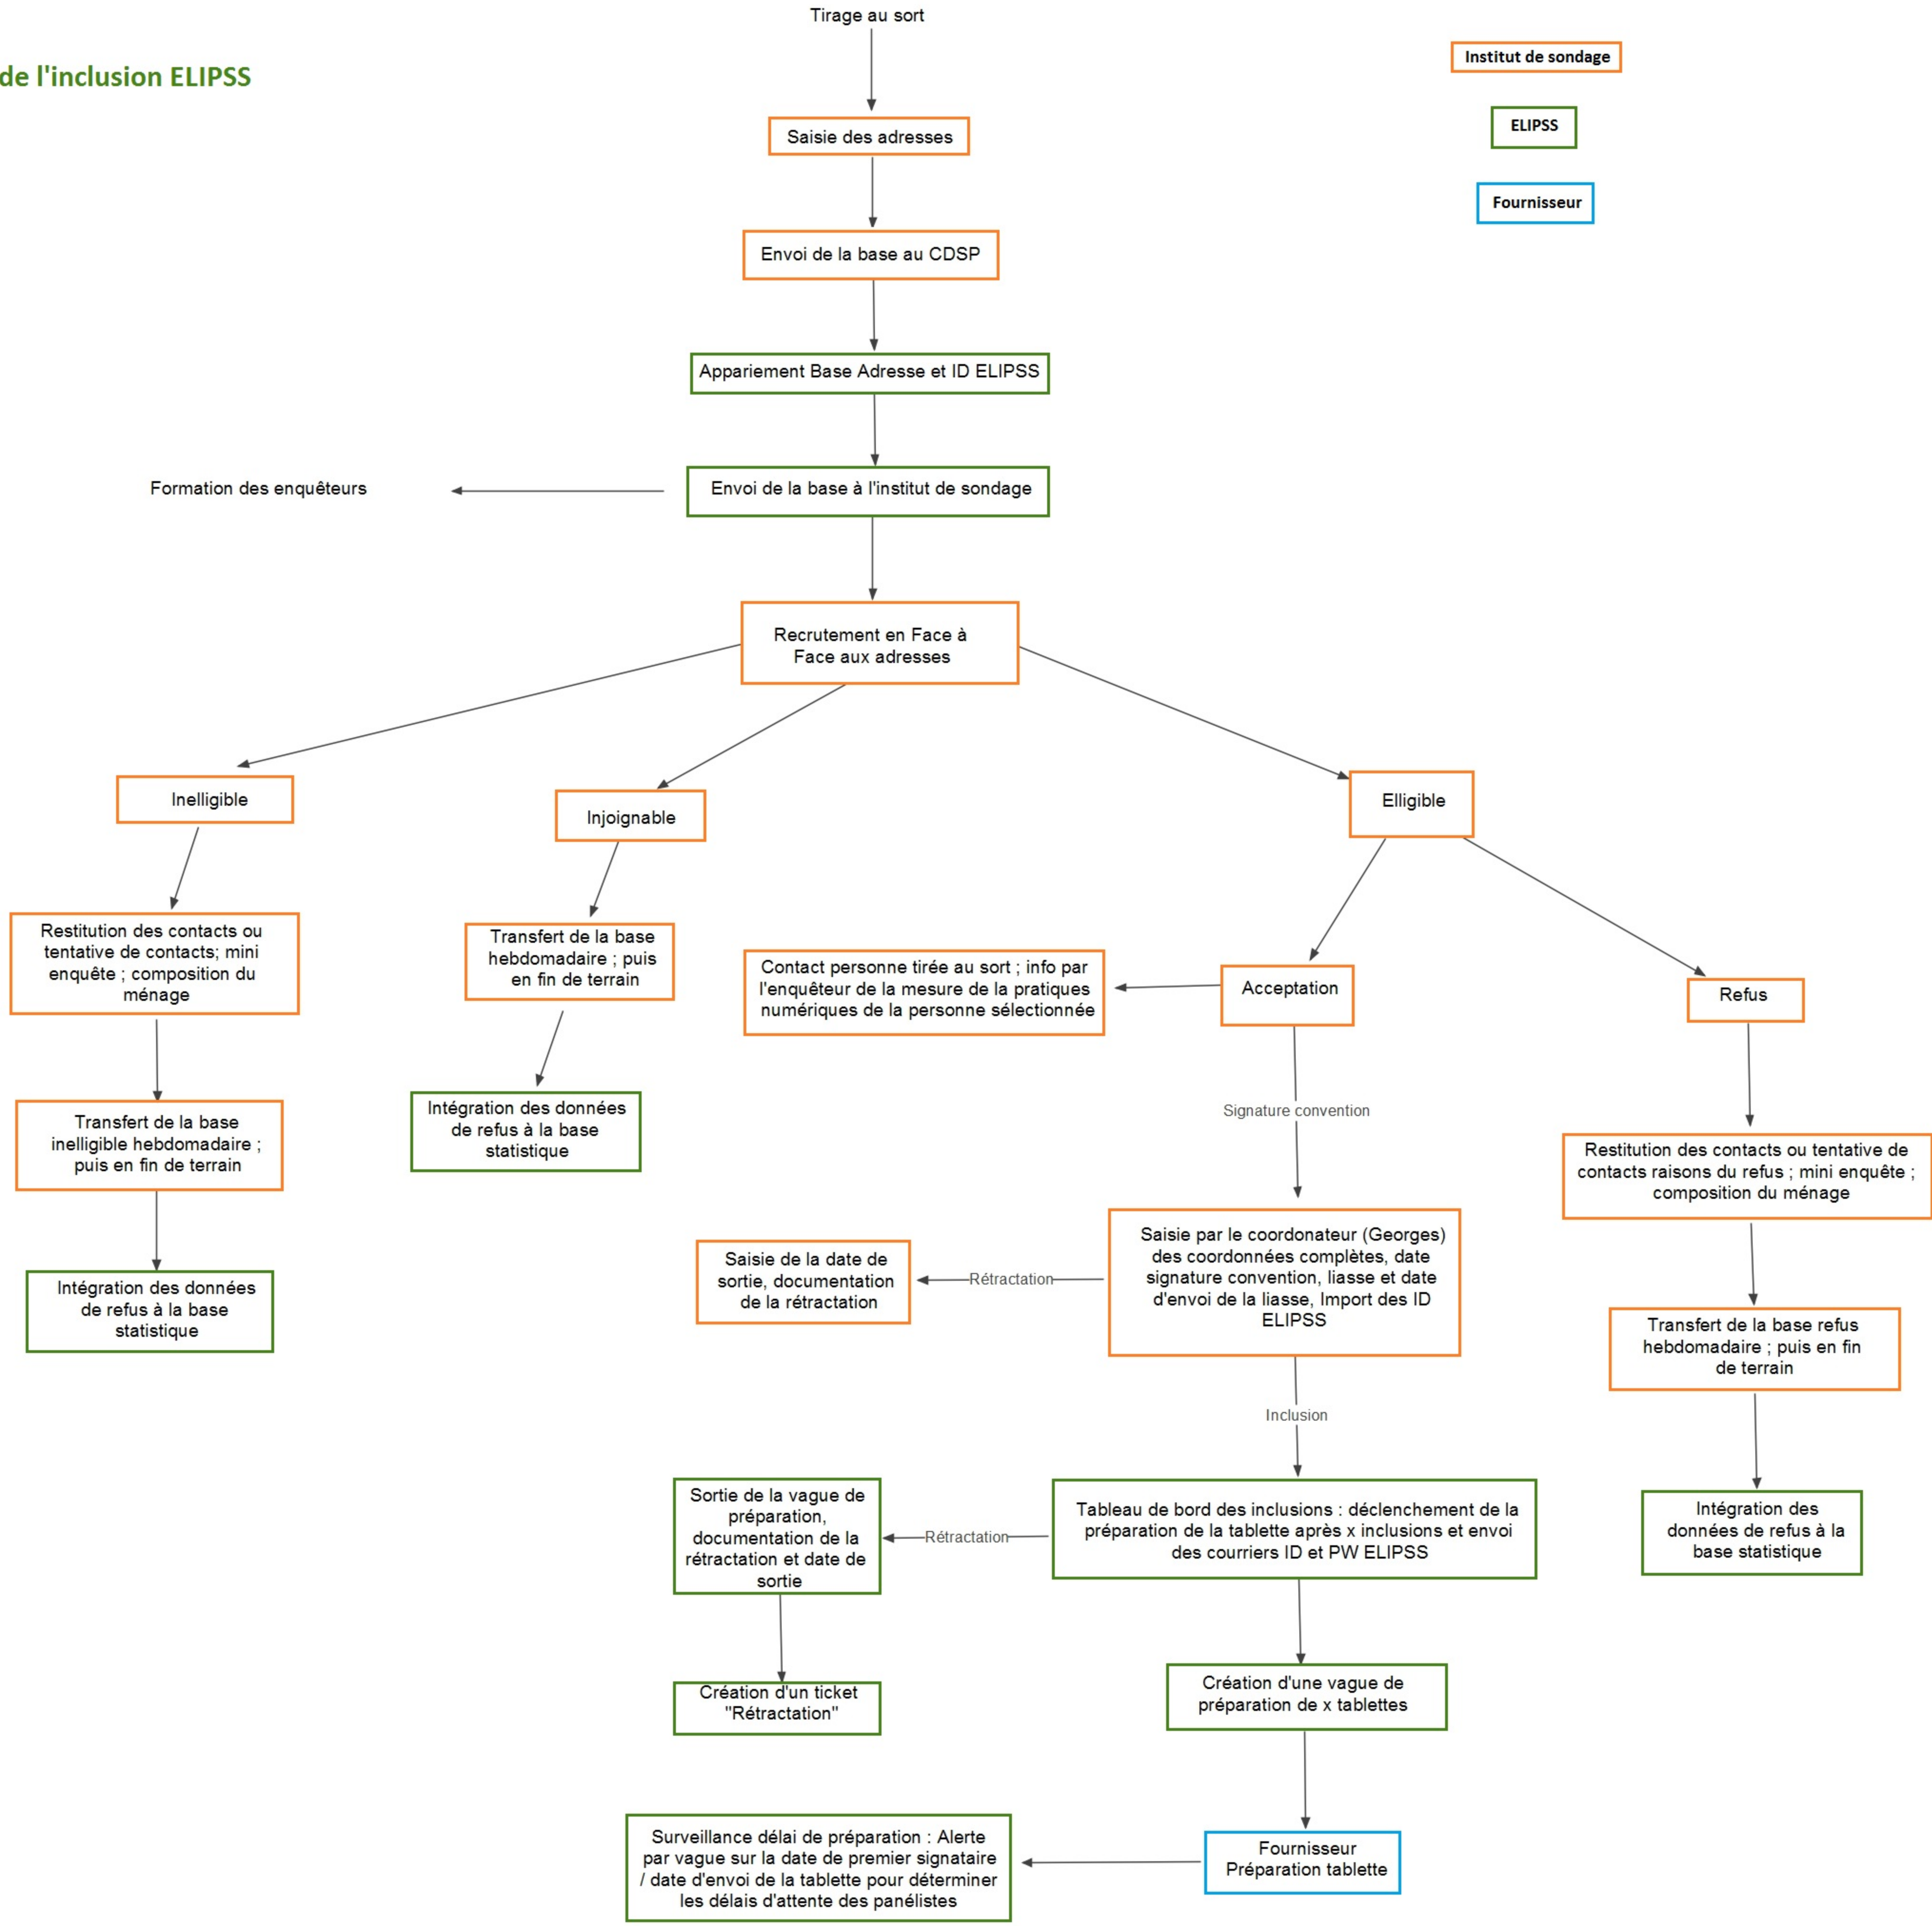 Tirage au sort
de l'inclusion ELIPSS
Institut de sondage
ELIPSS
Fournisseur
Saisie des adresses
Envoi de la base au CDSP
Appariement Base Adresse et ID ELIPSS
Formation des enquêteurs
Envoi de la base à l'institut de sondage
Recrutement en Face à
Face aux adresses
Inelligible
Injoignable
Elligible
Restitution des contacts ou
tentative de contacts; mini
enquête ; composition du
ménage
Transfert de la base
hebdomadaire ; puis
en fin de terrain
Contact personne tirée au sort ; info par
l'enquêteur de la mesure de la pratiques
numériques de la personne sélectionnée
Acceptation
Refus
Transfert de la base
inelligible hebdomadaire ;
puis en fin de terrain
Intégration des données
de refus à la base
statistique
Signature convention
Restitution des contacts ou tentative de
contacts raisons du refus ; mini enquête ;
composition du ménage
Intégration des données
de refus à la base
statistique
Saisie de la date de
sortie, documentation
de la rétractation
Rétractation
Saisie par le coordonateur (Georges)
des coordonnées complètes, date
signature convention, liasse et date
d'envoi de la liasse, Import des ID
ELIPSS
Transfert de la base refus
hebdomadaire ; puis en fin
de terrain
Inclusion
Sortie de la vague de
préparation,
documentation de la
rétractation et date de
sortie
Rétractation
Tableau de bord des inclusions : déclenchement de la
préparation de la tablette après x inclusions et envoi
des courriers ID et PW ELIPSS
Intégration des
données de refus à la
base statistique
Création d'un ticket
"Rétractation"
Création d'une vague de
préparation de x tablettes
Surveillance délai de préparation : Alerte
par vague sur la date de premier signataire
/ date d'envoi de la tablette pour déterminer
les délais d'attente des panélistes
Fournisseur
Préparation tablette